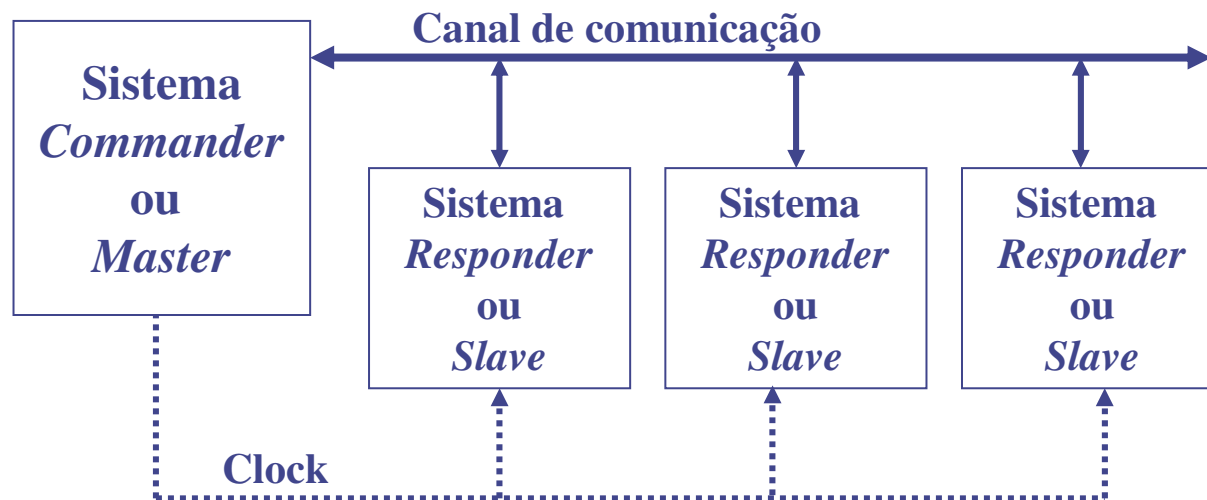 Canal de comunicação
Sistema
Commander
ou
Master
Sistema
Responder
ou
Slave
Sistema
Responder
ou
Slave
Sistema
Responder
ou
Slave
Clock